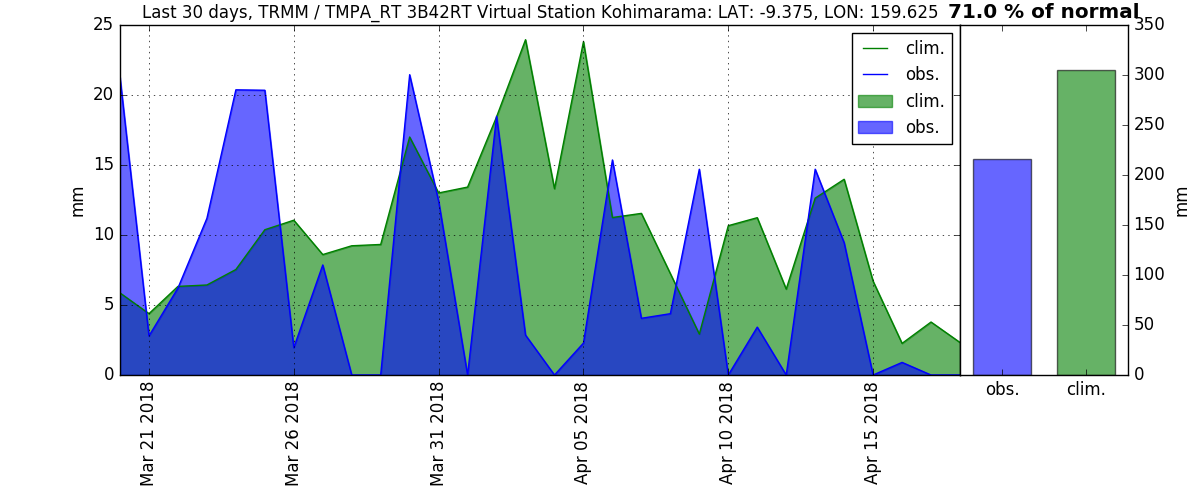 Last 30 days, TRMM / TMPA_RT 3B42RT Virtual Station Kohimarama: LAT: -9.375, LON: 159.625 71.0 % of normal
25
20
15
10
5
0
mm
clim.
obs.
clim.
obs.
350
300
250
200
150
100
50
0
mm
obs. clim.
Mar 21 2018
Mar 26 2018
Mar 31 2018
Apr 05 2018
Apr 10 2018
Apr 15 2018